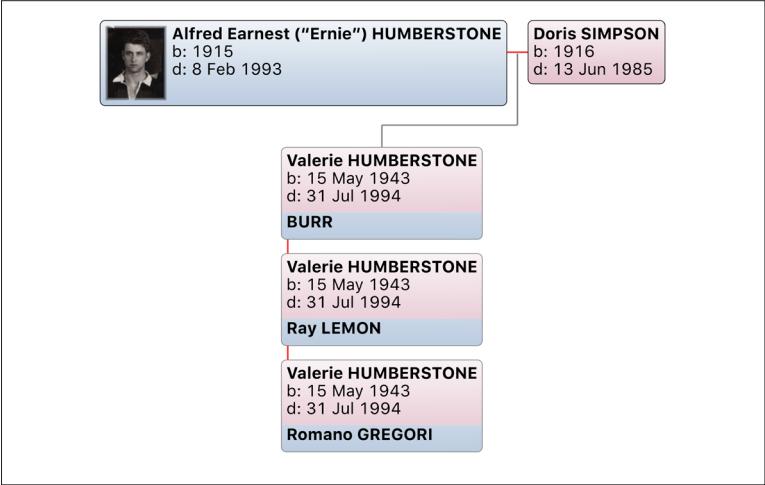 Alfred Earnest (“Ernie”) HUMBERSTONE
b: 1915
d: 8 Feb 1993
Doris SIMPSON
b: 1916
d: 13 Jun 1985
Valerie HUMBERSTONE
b: 15 May 1943
d: 31 Jul 1994
BURR
Valerie HUMBERSTONE
b: 15 May 1943
d: 31 Jul 1994
Ray LEMON
Valerie HUMBERSTONE
b: 15 May 1943
d: 31 Jul 1994
Romano GREGORI